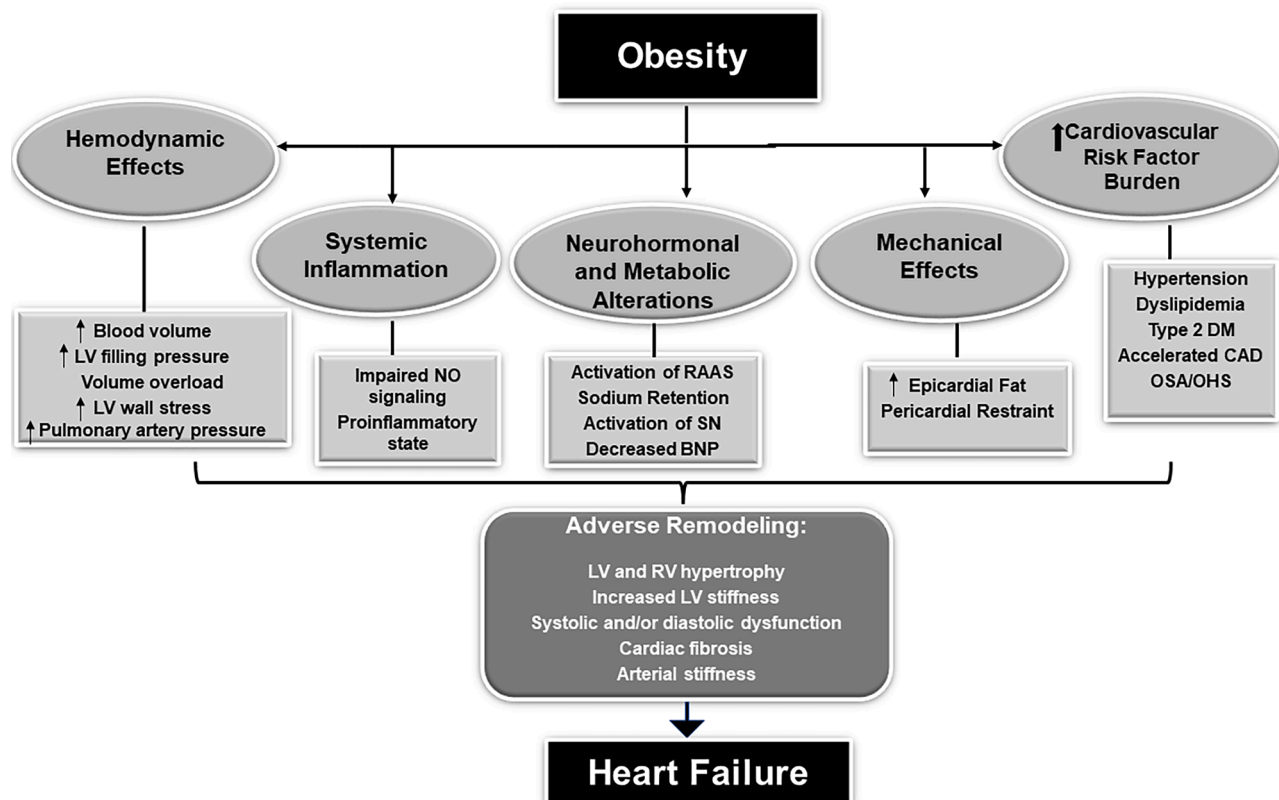 Obesity
Hemodynamic
Effects
↑Cardiovascular
Risk Factor
Burden
Systemic
Inflammation
Neurohormonal
and Metabolic
Alterations
Mechanical
Effects
↑ Blood volume
↑ LV filling pressure
Volume overload
↑ LV wall stress
↑ Pulmonary artery pressure
Impaired NO
signaling
Proinflammatory
state
Activation of RAAS
Sodium Retention
Activation of SN
Decreased BNP
↑ Epicardial Fat
Pericardial Restraint
Hypertension
Dyslipidemia
Type 2 DM
Accelerated CAD
OSA/OHS
Adverse Remodeling:
LV and RV hypertrophy
Increased LV stiffness
Systolic and/or diastolic dysfunction
Cardiac fibrosis
Arterial stiffness
Heart Failure